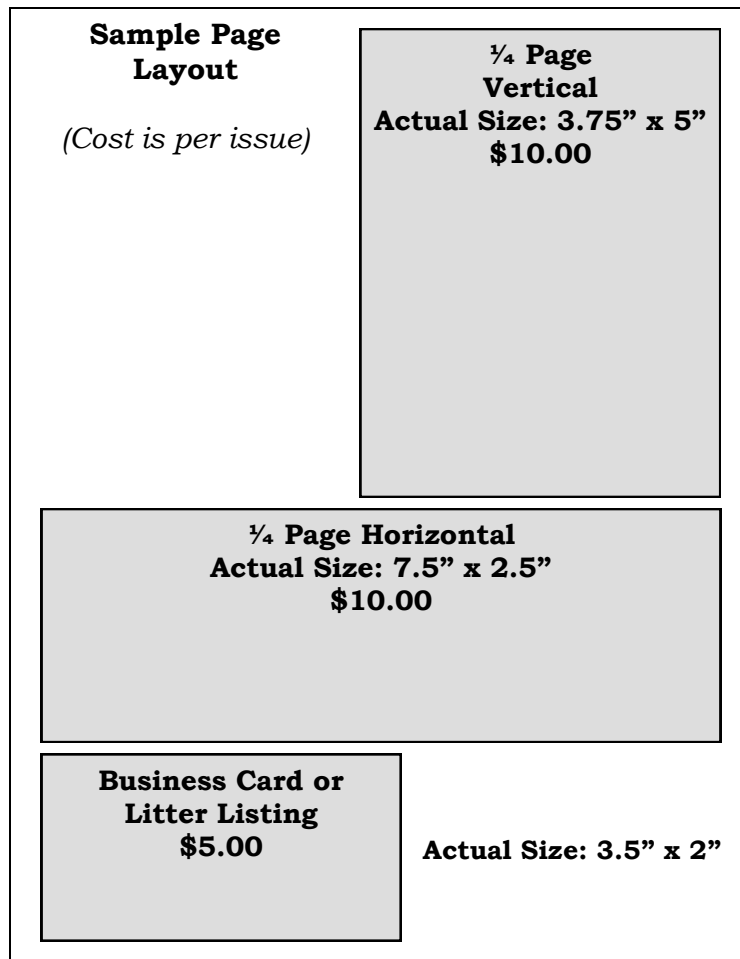 Sample Page
Layout
(Cost is per issue)
¼ Page
Vertical
Actual Size: 3.75” x 5”
$10.00
¼ Page Horizontal
Actual Size: 7.5” x 2.5”
$10.00
Business Card or
Litter Listing
$5.00
Actual Size: 3.5” x 2”